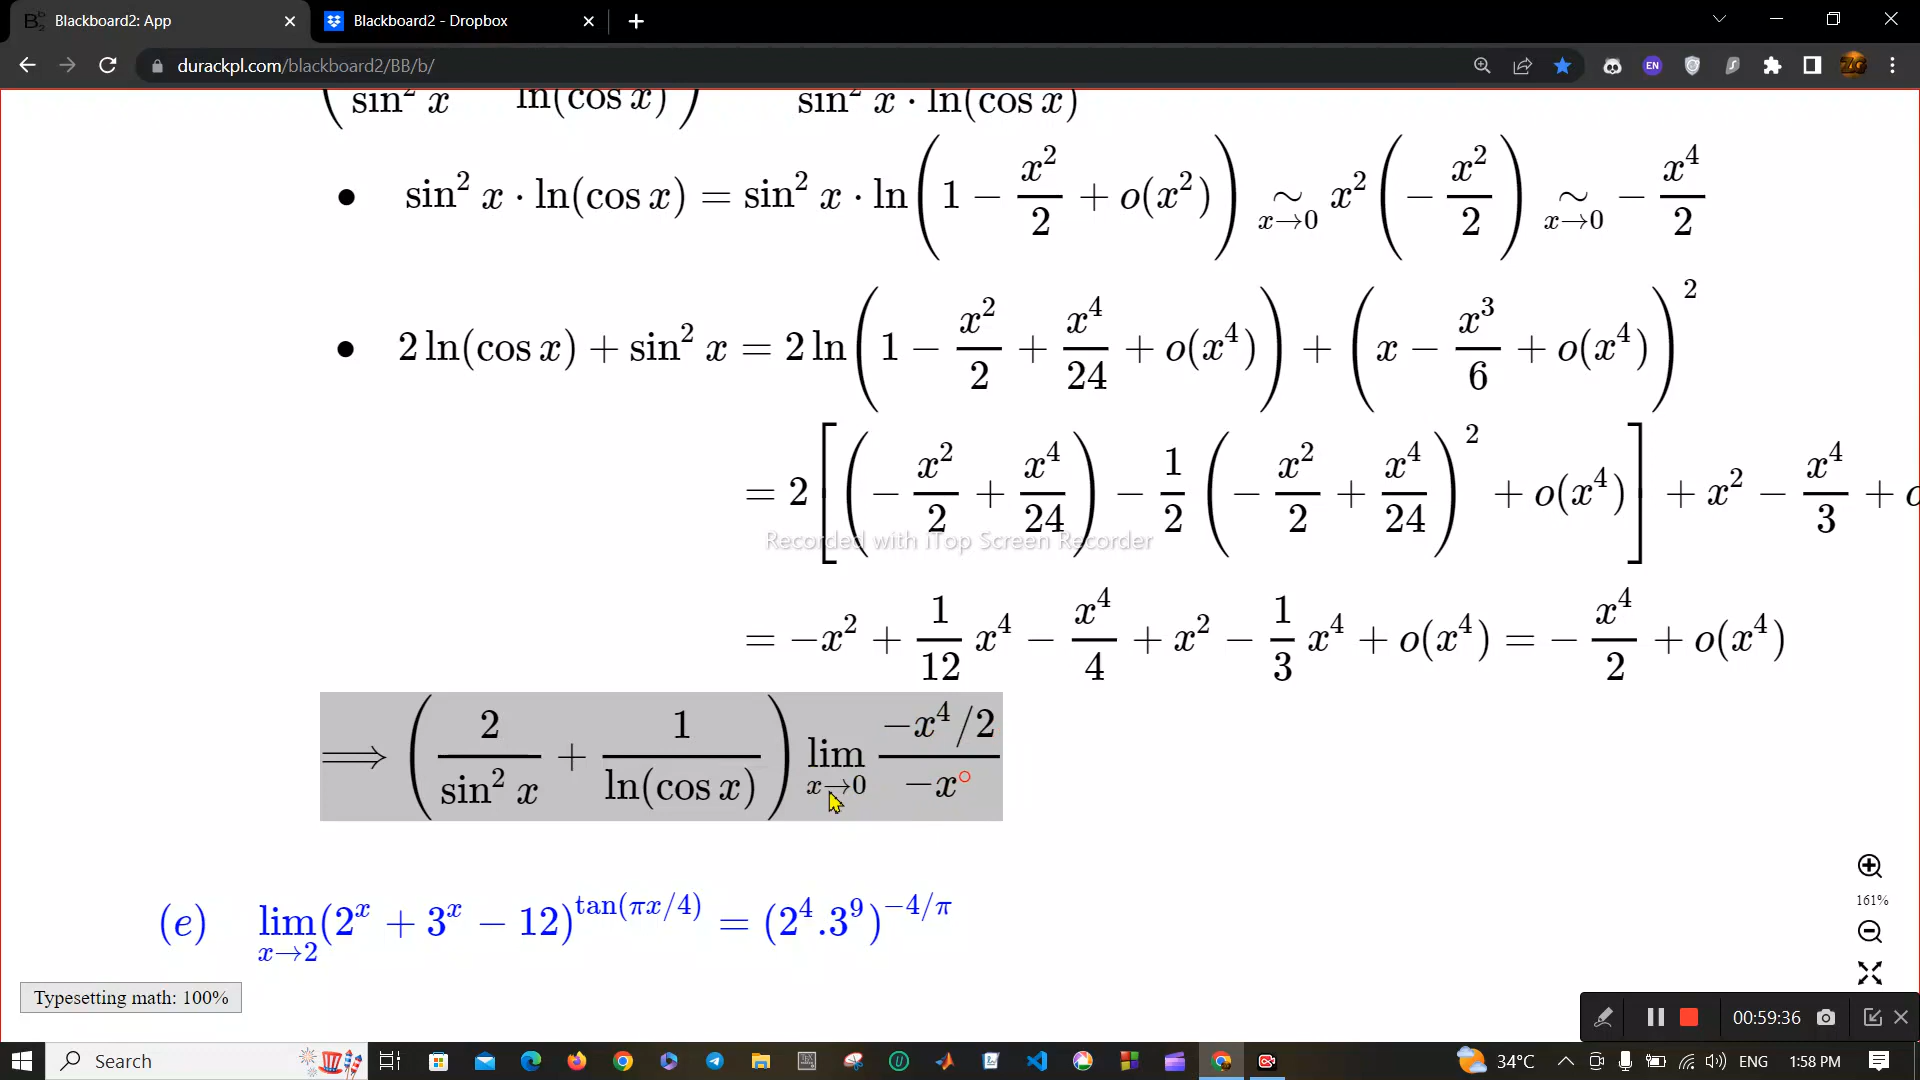 Blackboard2: App
Blackboard2 - Dropbox
durackpl.com/blackboard2/BB/b/
EN
sin² x ln(cos x) ) sin² x · ln(cos x)
• sin² x · ln(cos x) = sin² x · ln(1 − x²/2 + o(x²)) ∼ x→0 x²(−x²/2) ∼ x→0 −x⁴/2
• 2 ln(cos x) + sin² x = 2 ln(1 − x²/2 + x⁴/24 + o(x⁴)) + (x − x³/6 + o(x⁴))²
= 2[(−x²/2 + x⁴/24) − 1/2 (−x²/2 + x⁴/24)² + o(x⁴)] + x² − x⁴/3 + o
Recorded with iTop Screen Recorder
= −x² + 1/12 x⁴ − x⁴/4 + x² − 1/3 x⁴ + o(x⁴) = −x⁴/2 + o(x⁴)
⟹ (2/sin² x + 1/ln(cos x)) lim x→0 −x⁴/2 / −x°
(e) lim x→2 (2ˣ + 3ˣ − 12)^tan(πx/4) = (2⁴.3⁹)^−4/π
161%
Typesetting math: 100%
00:59:36
Search
34°C
ENG
1:58 PM